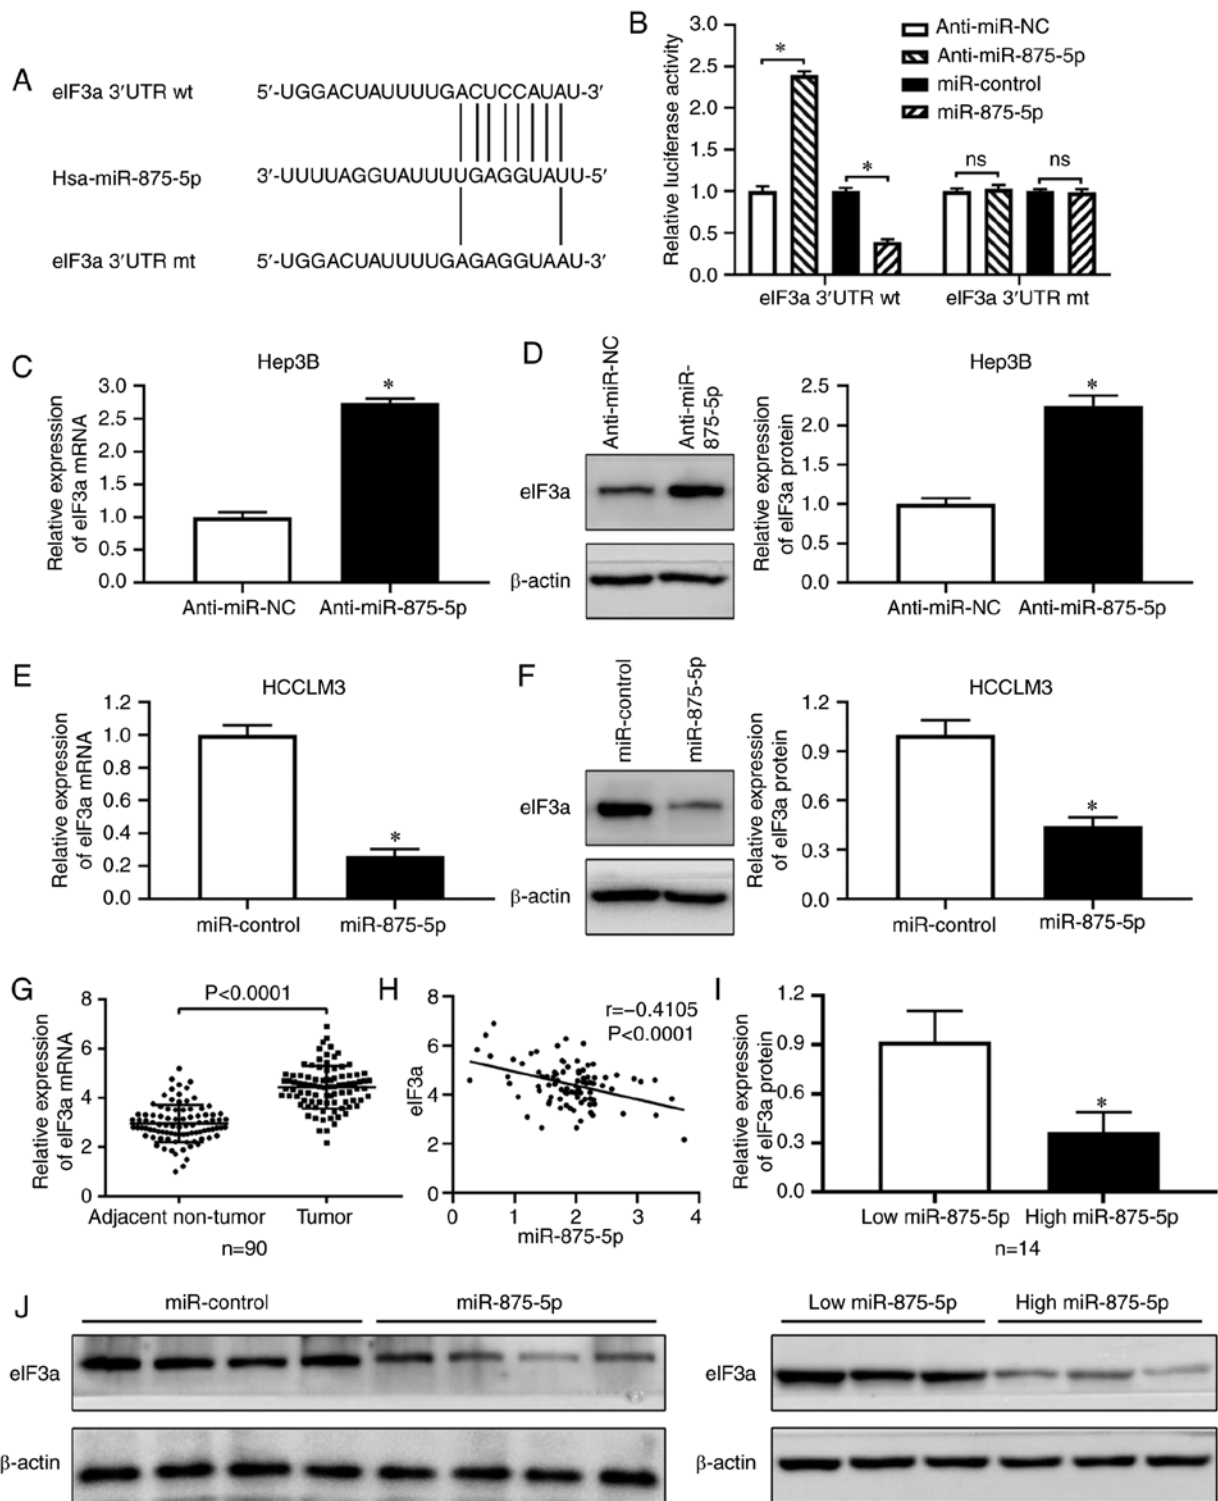 A
eIF3a 3′UTR wt 5′-UGGACUAUUUUGACUCCAUAU-3′
Hsa-miR-875-5p 3′-UUUUAGGUAUUUUGAGGUAUU-5′
eIF3a 3′UTR mt 5′-UGGACUAUUUUGAGAGGUAAU-3′
B
Relative luciferase activity
3.0
2.5
2.0
1.5
1.0
0.5
0.0
* * ns ns
Anti-miR-NC
Anti-miR-875-5p
miR-control
miR-875-5p
eIF3a 3′UTR wt eIF3a 3′UTR mt
C
Hep3B
Relative expression
of eIF3a mRNA
3.0
2.5
2.0
1.5
1.0
0.5
0.0
*
Anti-miR-NC Anti-miR-875-5p
D
Anti-miR-NC
Anti-miR-
875-5p
eIF3a
β-actin
Hep3B
Relative expression
of eIF3a protein
2.5
2.0
1.5
1.0
0.5
0.0
*
Anti-miR-NC Anti-miR-875-5p
E
HCCLM3
Relative expression
of eIF3a mRNA
1.2
1.0
0.8
0.6
0.4
0.2
0.0
*
miR-control miR-875-5p
F
miR-control
miR-875-5p
eIF3a
β-actin
HCCLM3
Relative expression
of eIF3a protein
1.2
0.9
0.6
0.3
0.0
*
miR-control miR-875-5p
G
P<0.0001
Relative expression
of eIF3a mRNA
8
6
4
2
0
Adjacent non-tumor Tumor
n=90
H
r=−0.4105
P<0.0001
eIF3a
8
6
4
2
0
0 1 2 3 4
miR-875-5p
I
Relative expression
of eIF3a protein
1.2
0.9
0.6
0.3
0.0
*
Low miR-875-5p High miR-875-5p
n=14
J
miR-control miR-875-5p
eIF3a
β-actin
Low miR-875-5p High miR-875-5p
eIF3a
β-actin